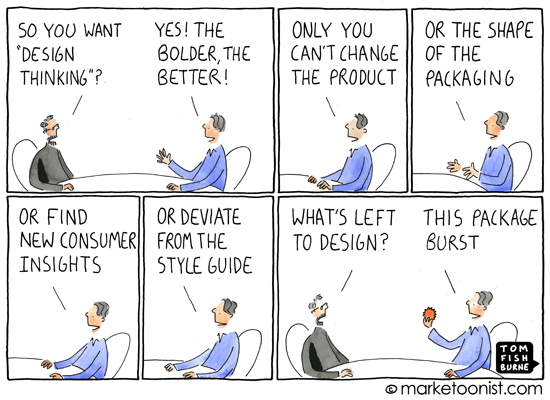 SO YOU WANT
"DESIGN
THINKING"?
YES! THE
BOLDER, THE
BETTER!
ONLY YOU
CAN'T CHANGE
THE PRODUCT
OR THE SHAPE
OF THE
PACKAGING
OR FIND
NEW CONSUMER
INSIGHTS
OR DEVIATE
FROM THE
STYLE GUIDE
WHAT'S LEFT
TO DESIGN?
THIS PACKAGE
BURST
TOM
FISH
BURNE
© marketoonist.com